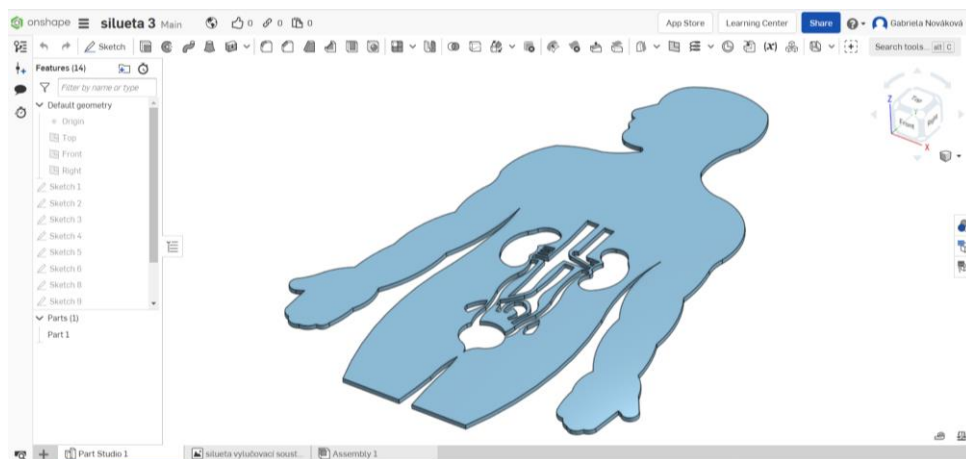 onshape silueta 3 Main 0 0 0 App Store Learning Center Share Gabriela Nováková
Sketch Search tools... alt C
Features (14)
Filter by name or type
Default geometry
Origin
Top
Front
Right
Sketch 1
Sketch 2
Sketch 3
Sketch 4
Sketch 5
Sketch 6
Sketch 8
Sketch 9
Parts (1)
Part 1
Z
Top
Front Right
X
Part Studio 1 silueta vylučovací soust... Assembly 1